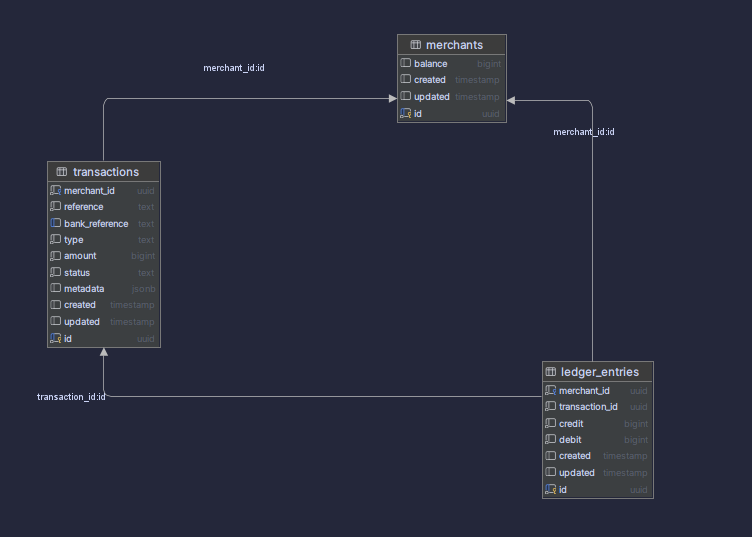 merchants
balance bigint
created timestamp
updated timestamp
id uuid
merchant_id:id
merchant_id:id
transactions
merchant_id uuid
reference text
bank_reference text
type text
amount bigint
status text
metadata jsonb
created timestamp
updated timestamp
id uuid
transaction_id:id
ledger_entries
merchant_id uuid
transaction_id uuid
credit bigint
debit bigint
created timestamp
updated timestamp
id uuid